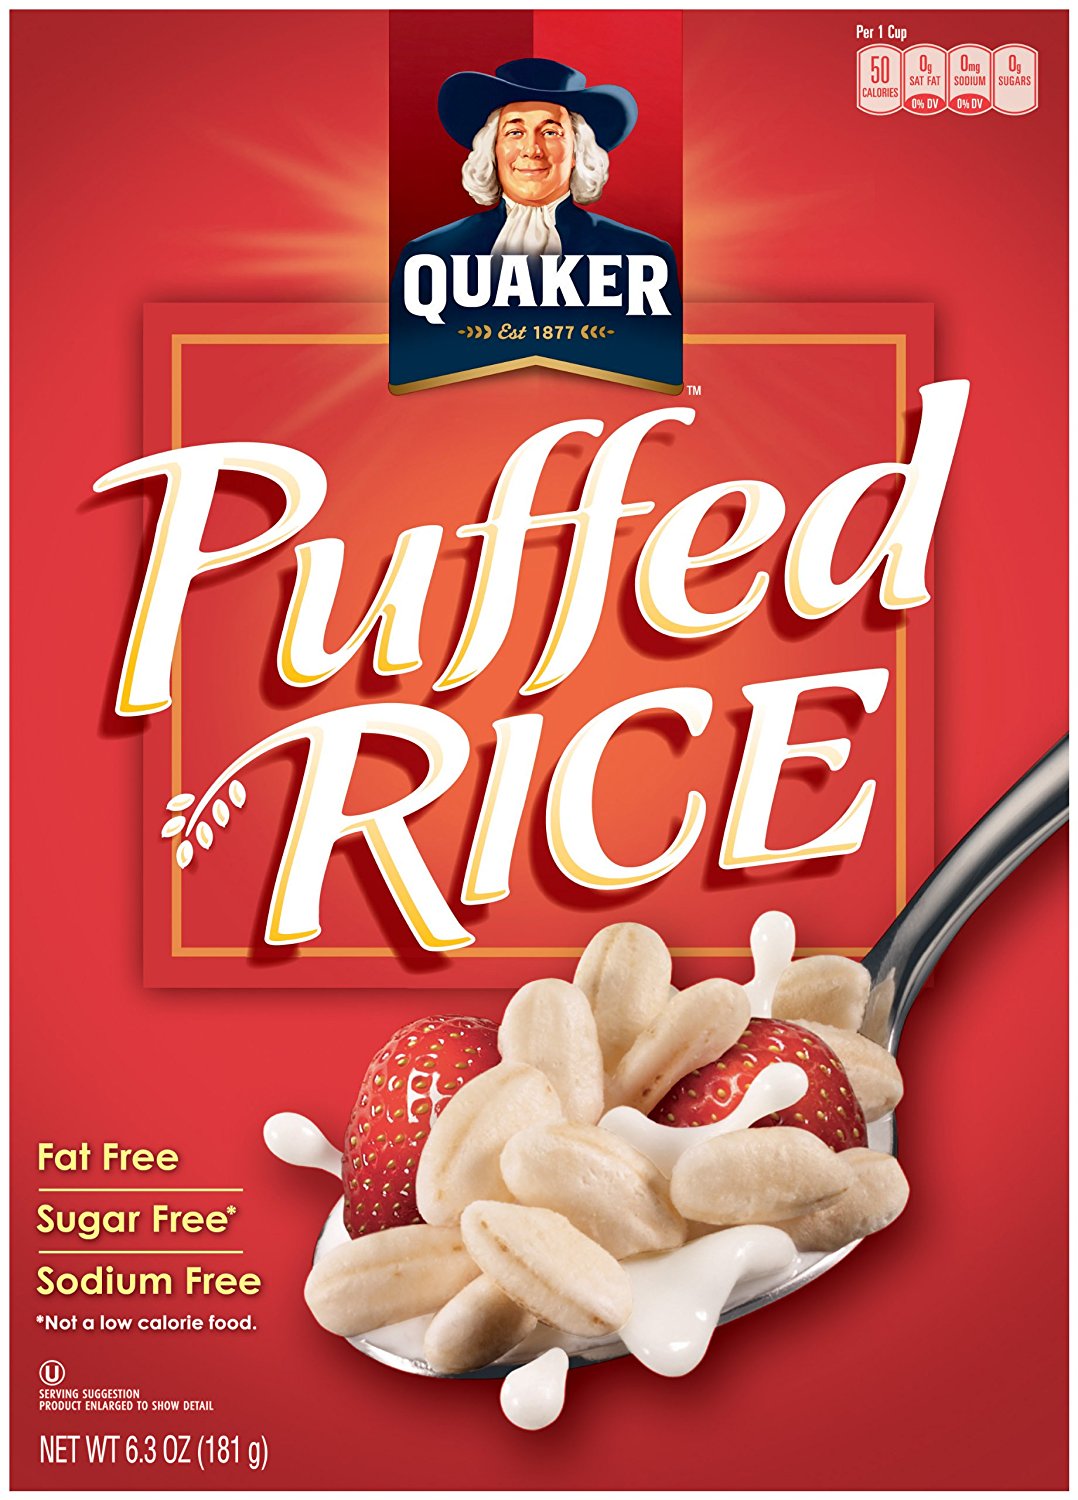 Per 1 Cup
50 CALORIES
0g SAT FAT 0% DV
0mg SODIUM 0% DV
0g SUGARS
QUAKER
Est 1877
TM
Puffed
RICE
Fat Free
Sugar Free*
Sodium Free
*Not a low calorie food.
U
SERVING SUGGESTION
PRODUCT ENLARGED TO SHOW DETAIL
NET WT 6.3 OZ (181 g)